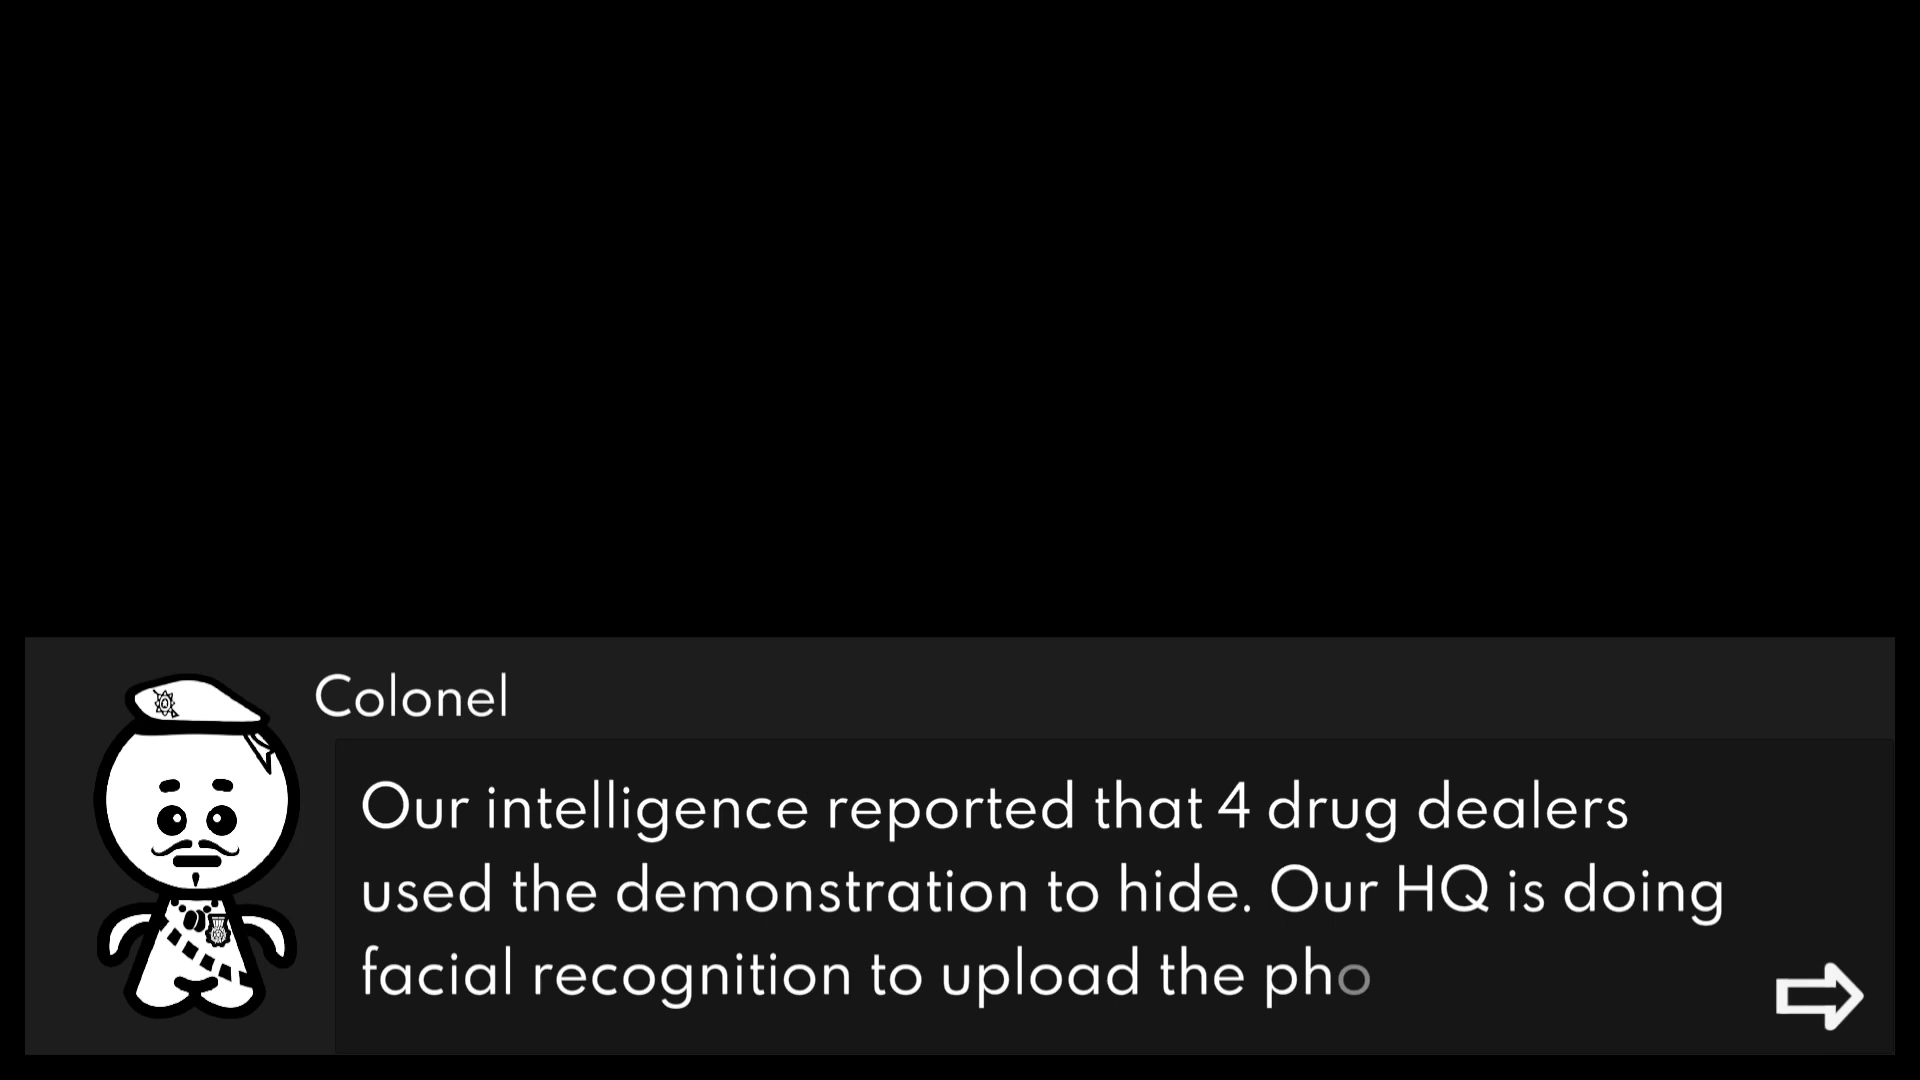 Colonel
Our intelligence reported that 4 drug dealers
used the demonstration to hide. Our HQ is doing
facial recognition to upload the pho